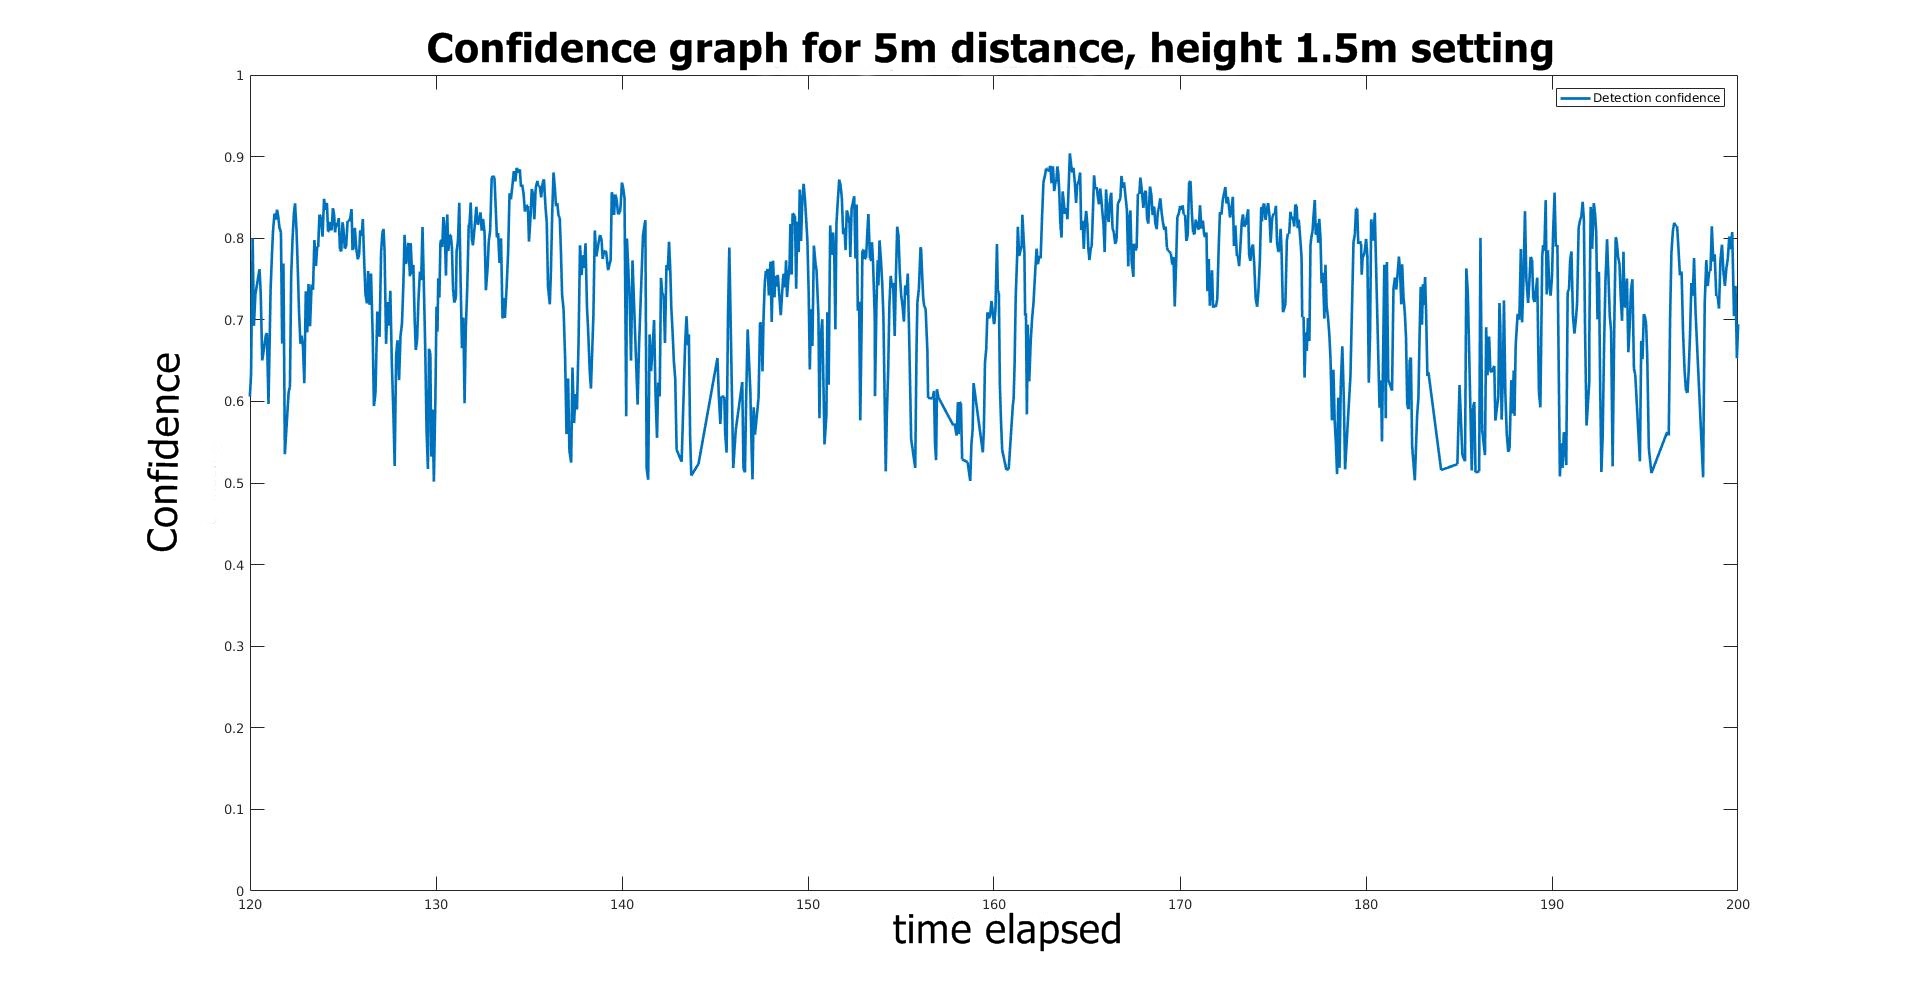 Confidence graph for 5m distance, height 1.5m setting
Detection confidence
Confidence
1
0.9
0.8
0.7
0.6
0.5
0.4
0.3
0.2
0.1
0
120 130 140 150 160 170 180 190 200
time elapsed